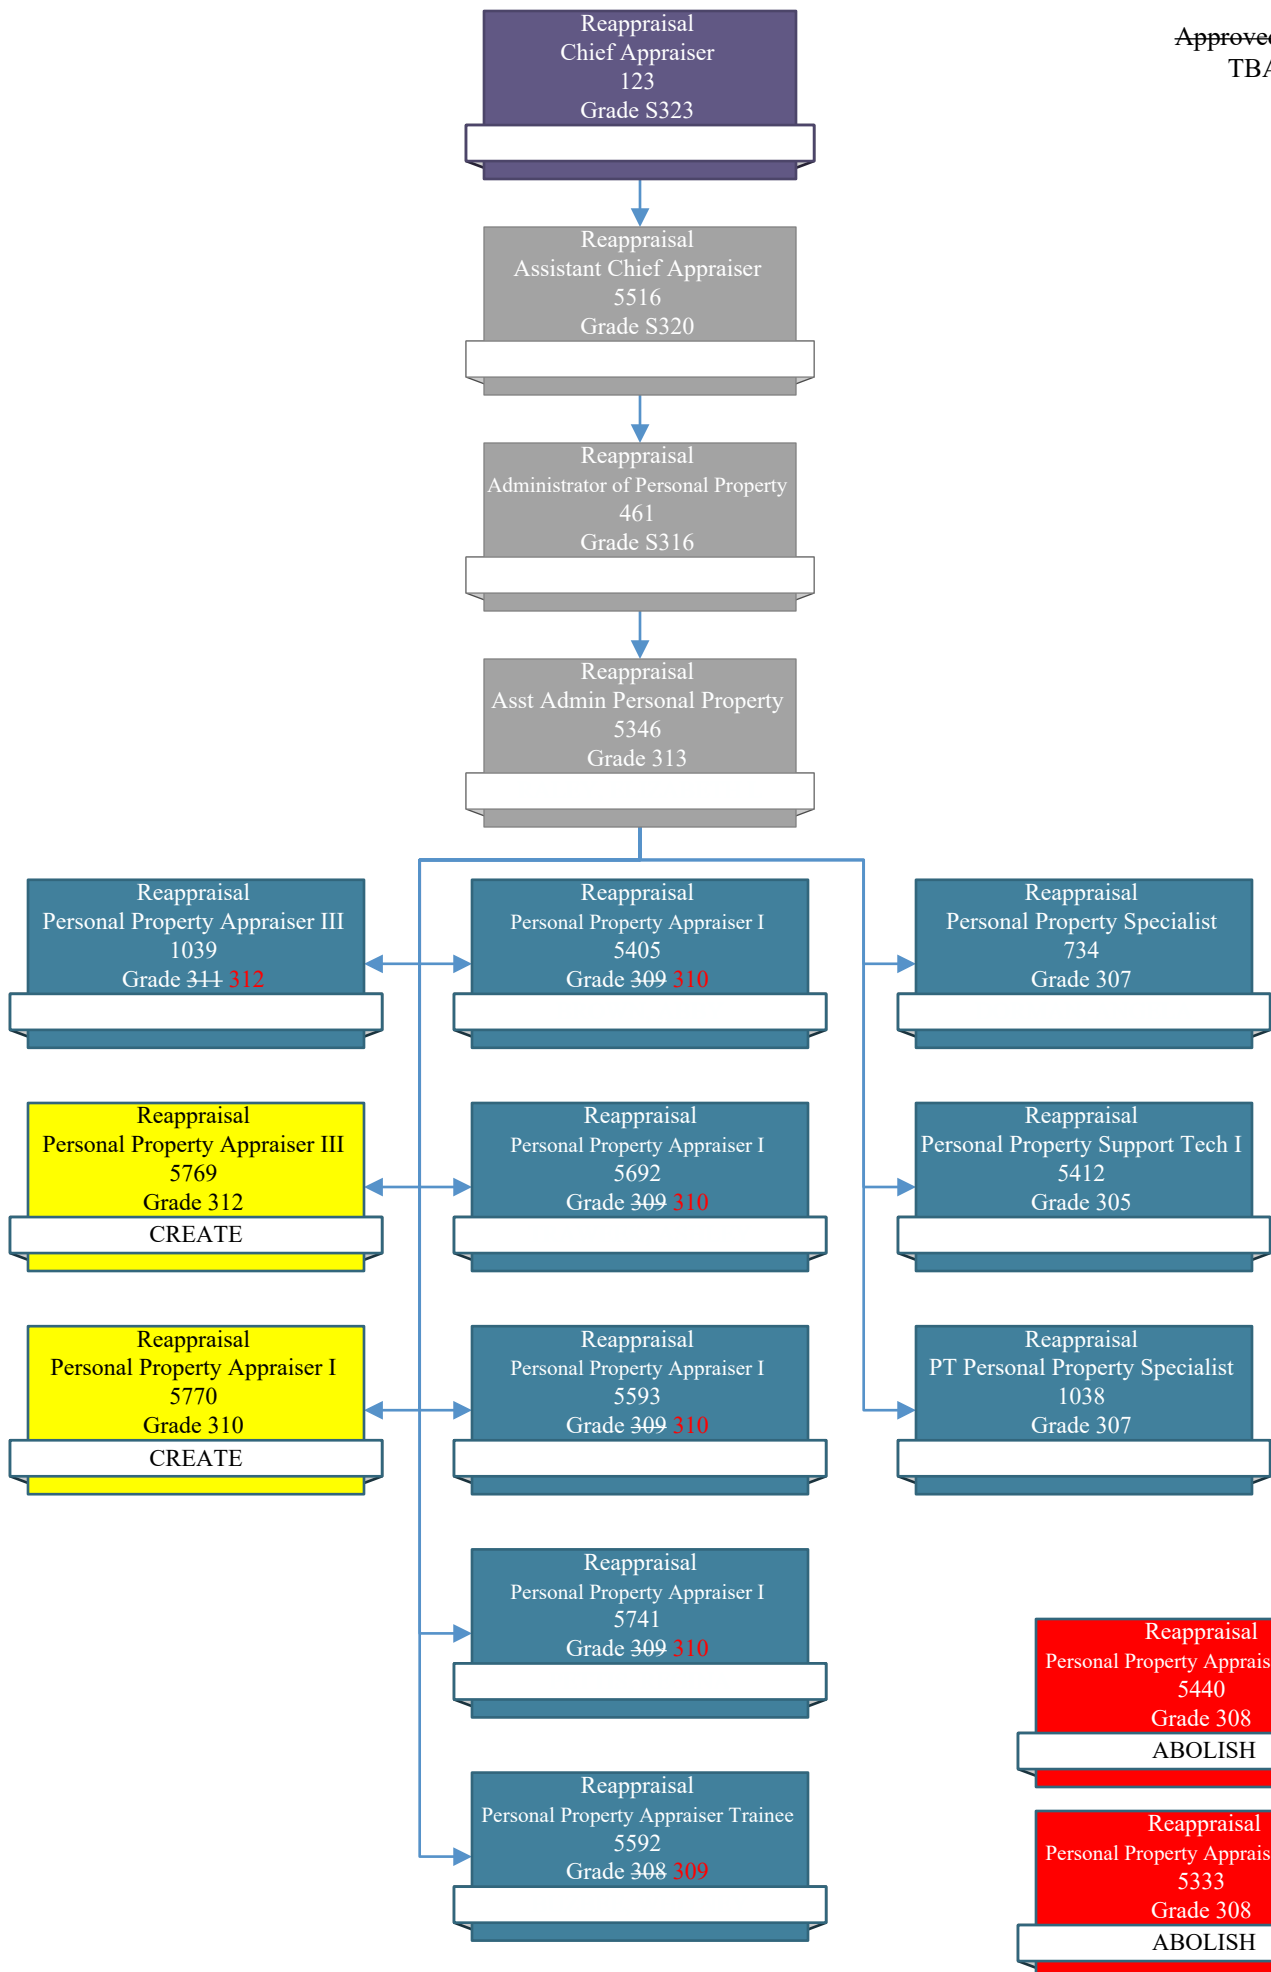 Reappraisal
Chief Appraiser
123
Grade S323
TBA
Reappraisal
Assistant Chief Appraiser
5516
Grade S320
Reappraisal
Administrator of Personal Property
461
Grade S316
Reappraisal
Asst Admin Personal Property
5346
Grade 313
Reappraisal
Personal Property Appraiser III
1039
Grade 311 312
Reappraisal
Personal Property Appraiser I
5405
Grade 309 310
Reappraisal
Personal Property Specialist
734
Grade 307
Reappraisal
Personal Property Appraiser III
5769
Grade 312
CREATE
Reappraisal
Personal Property Appraiser I
5692
Grade 309 310
Reappraisal
Personal Property Support Tech I
5412
Grade 305
Reappraisal
Personal Property Appraiser I
5770
Grade 310
CREATE
Reappraisal
Personal Property Appraiser I
5593
Grade 309 310
Reappraisal
PT Personal Property Specialist
1038
Grade 307
Reappraisal
Personal Property Appraiser I
5741
Grade 309 310
Reappraisal
Personal Property Appraiser Trainee
5592
Grade 308 309
Reappraisal
Personal Property
5440
Grade 308
ABOLISH
Reappraisal
Personal Property
5333
Grade 308
ABOLISH